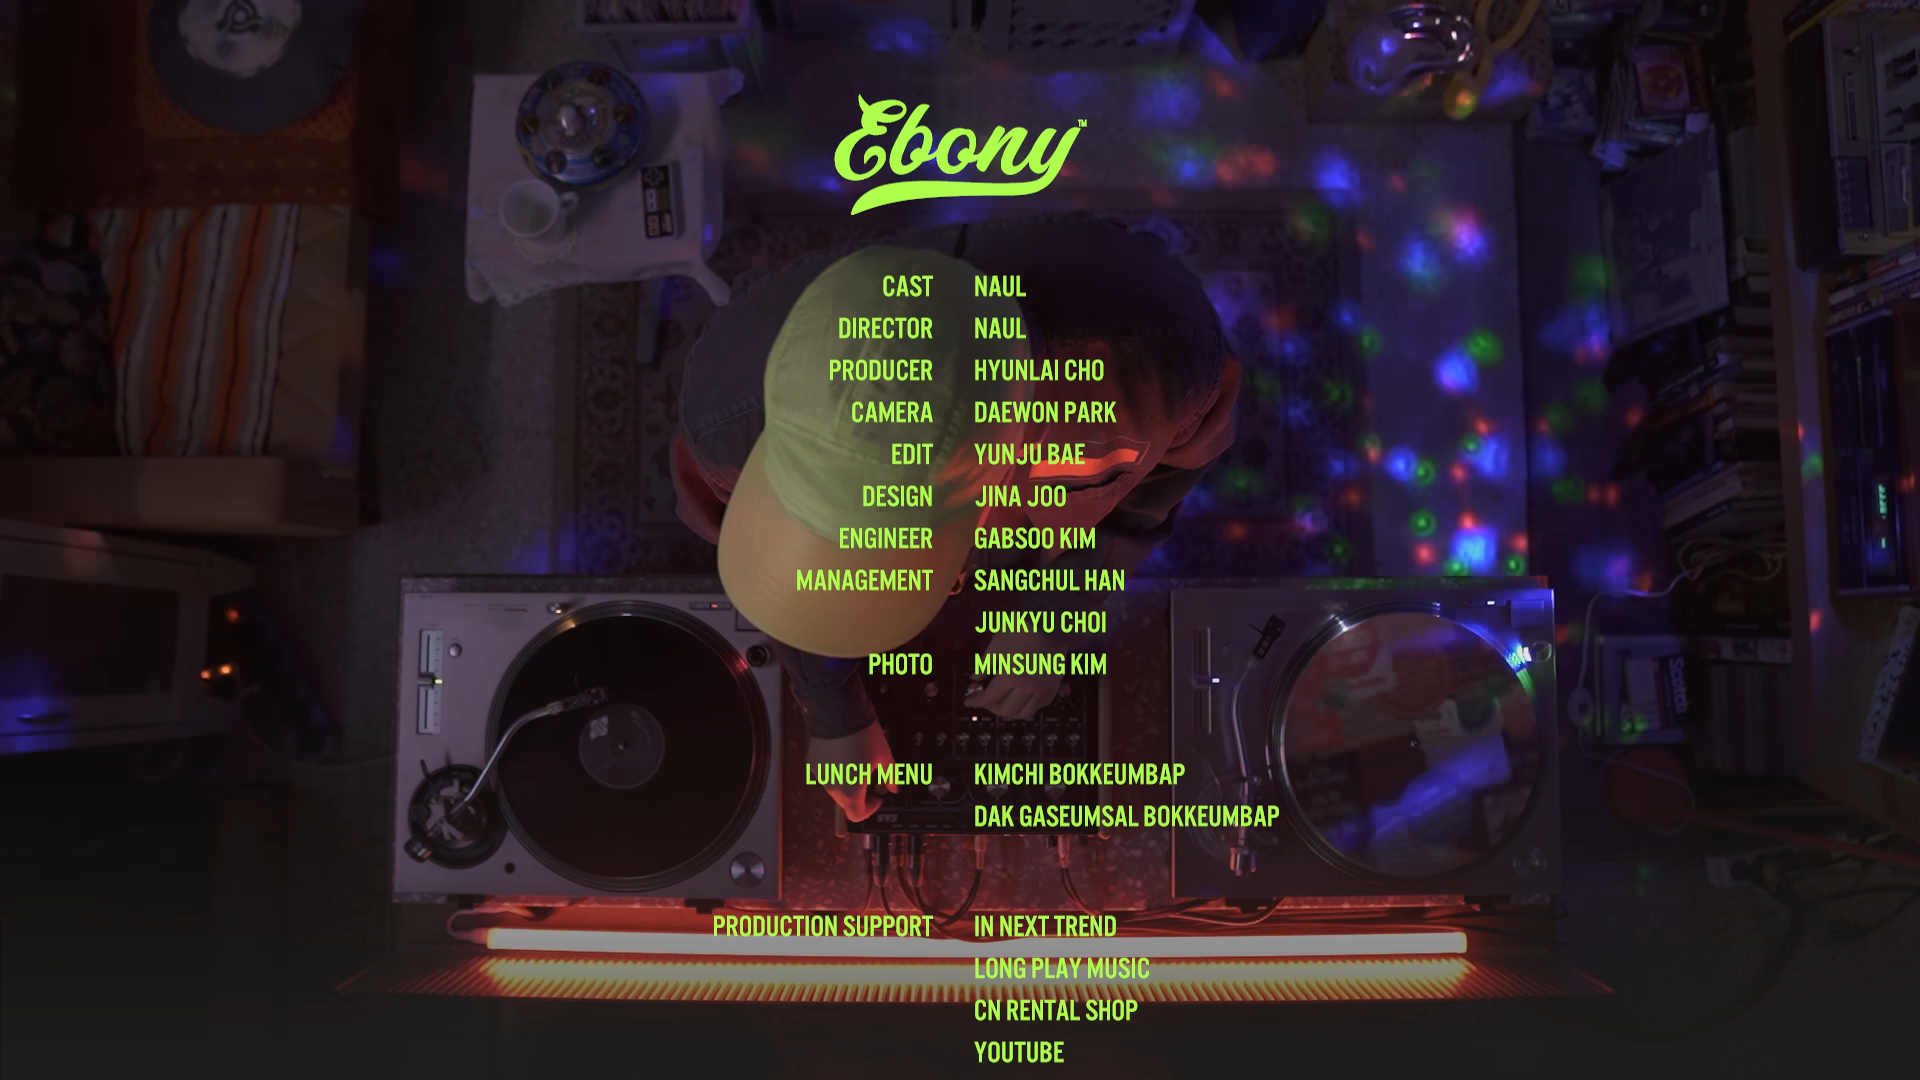 Ebony™
CAST NAUL
DIRECTOR NAUL
PRODUCER HYUNLAI CHO
CAMERA DAEWON PARK
EDIT YUNJU BAE
DESIGN JINA JOO
ENGINEER GABSOO KIM
MANAGEMENT SANGCHUL HAN
JUNKYU CHOI
PHOTO MINSUNG KIM
LUNCH MENU KIMCHI BOKKEUMBAP
DAK GASEUMSAL BOKKEUMBAP
PRODUCTION SUPPORT IN NEXT TREND
LONG PLAY MUSIC
CN RENTAL SHOP
YOUTUBE
Scotch